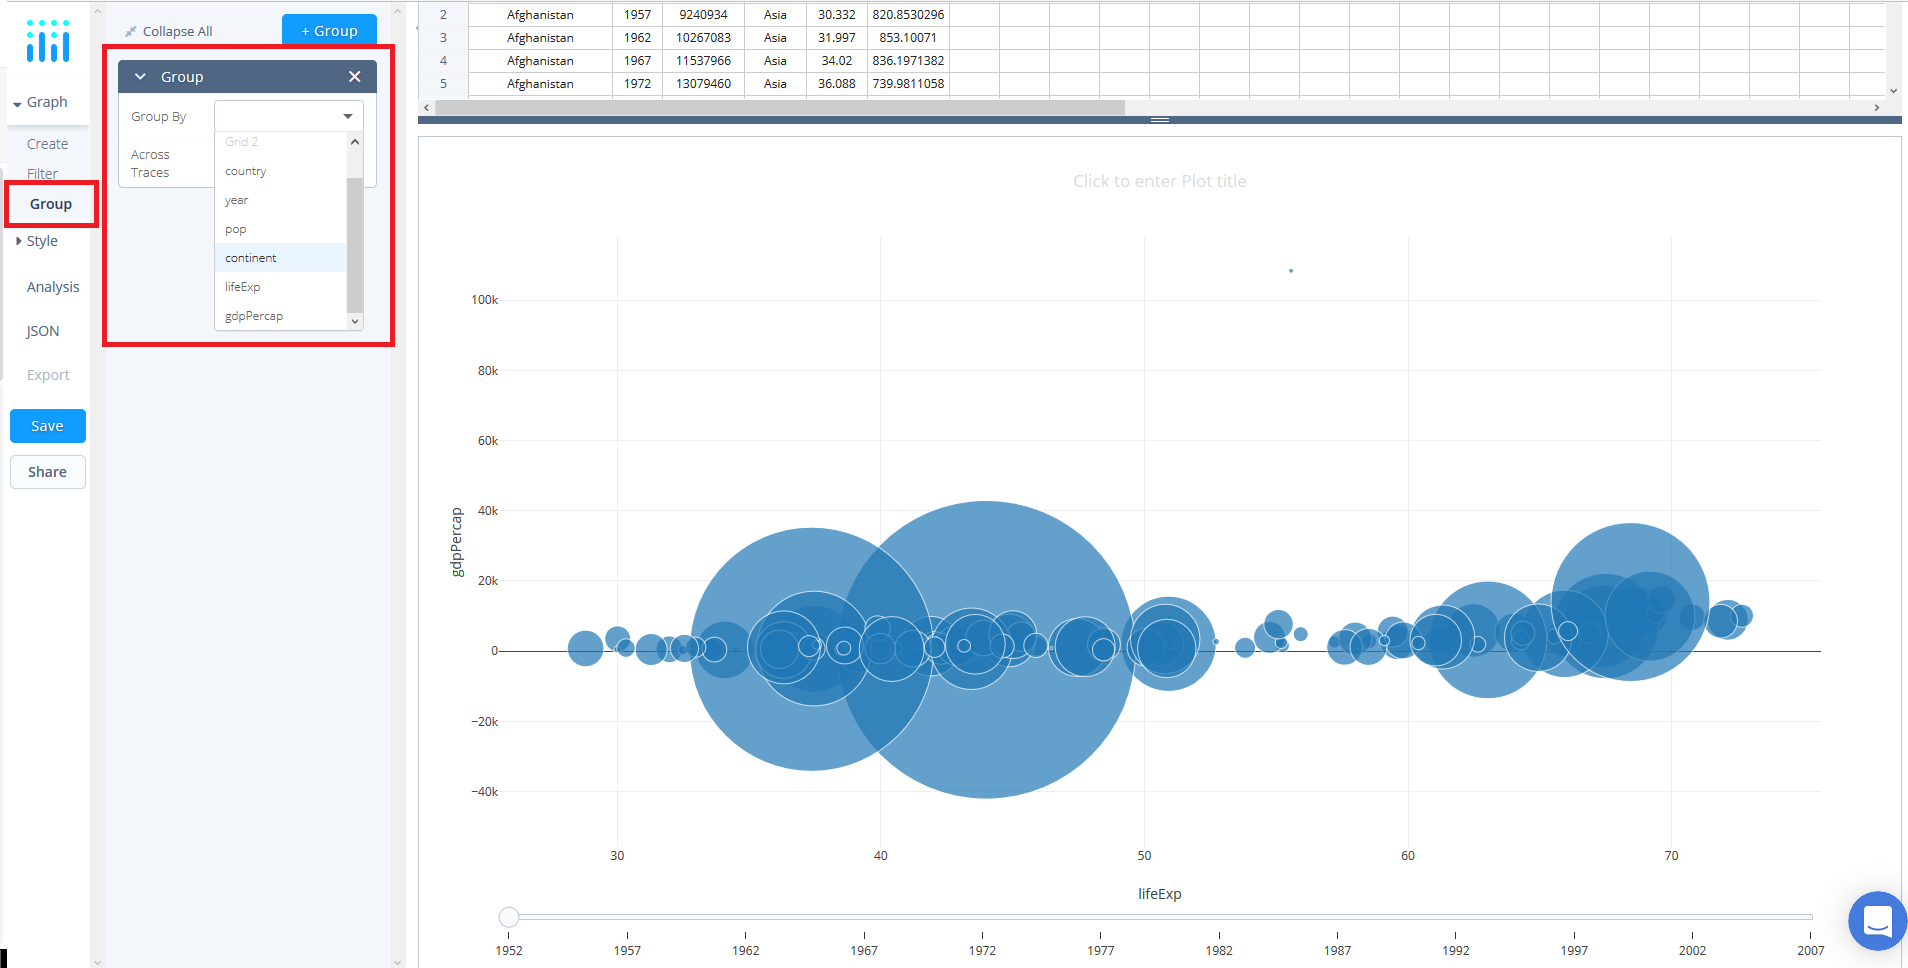 Graph
Create
Filter
Group
Style
Analysis
JSON
Export
Save
Share
Collapse All
+ Group
Group
Group By
Across
Traces
Grid 2
country
year
pop
continent
lifeExp
gdpPercap
2 Afghanistan 1957 9240934 Asia 30.332 820.8530296
3 Afghanistan 1962 10267083 Asia 31.997 853.10071
4 Afghanistan 1967 11537966 Asia 34.02 836.1971382
5 Afghanistan 1972 13079460 Asia 36.088 739.9811058
Click to enter Plot title
100k
80k
60k
40k
20k
0
−20k
−40k
gdpPercap
30 40 50 60 70
lifeExp
1952 1957 1962 1967 1972 1977 1982 1987 1992 1997 2002 2007